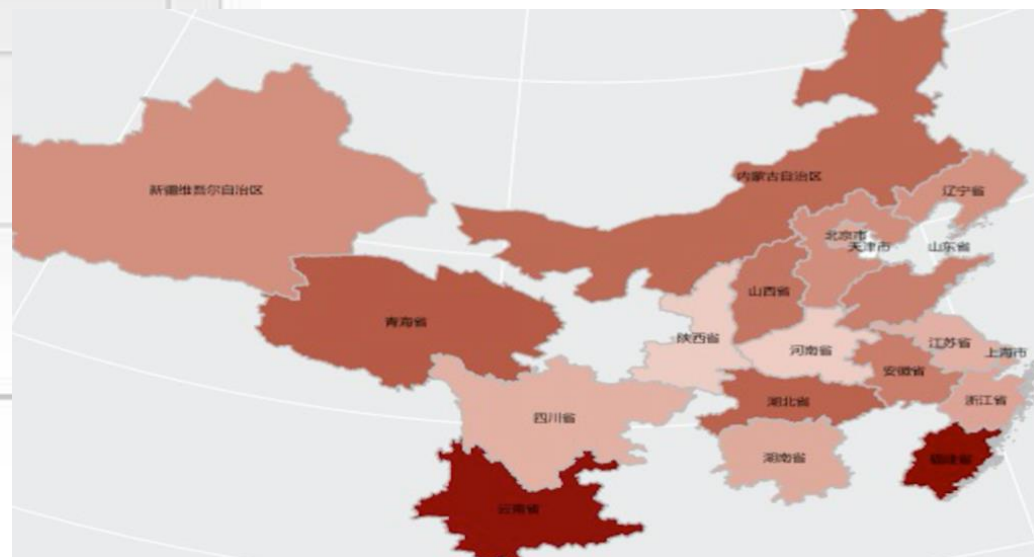 新疆维吾尔自治区
内蒙古自治区
辽宁省
北京市
天津市
山东省
山西省
青海省
陕西省
河南省
江苏省
上海市
安徽省
湖北省
浙江省
四川省
湖南省
福建省
云南省